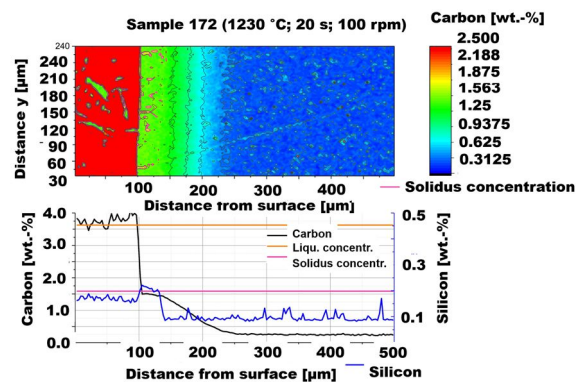 Sample 172 (1230 °C; 20 s; 100 rpm)
Carbon [wt.-%]
2.500
2.188
1.875
1.563
1.25
0.9375
0.625
0.3125
Distance y [µm]
240
240
210
180
150
120
90
60
30
100 200 300 400 500
Distance from surface [µm]
Solidus concentration
Carbon [wt.-%]
4.0
3.0
2.0
1.0
0.0
Carbon
Liqu. concentr.
Solidus concentr.
0.5
0.3
0.1
Silicon [wt.-%]
100 200 300 400 500
Distance from surface [µm]
Silicon